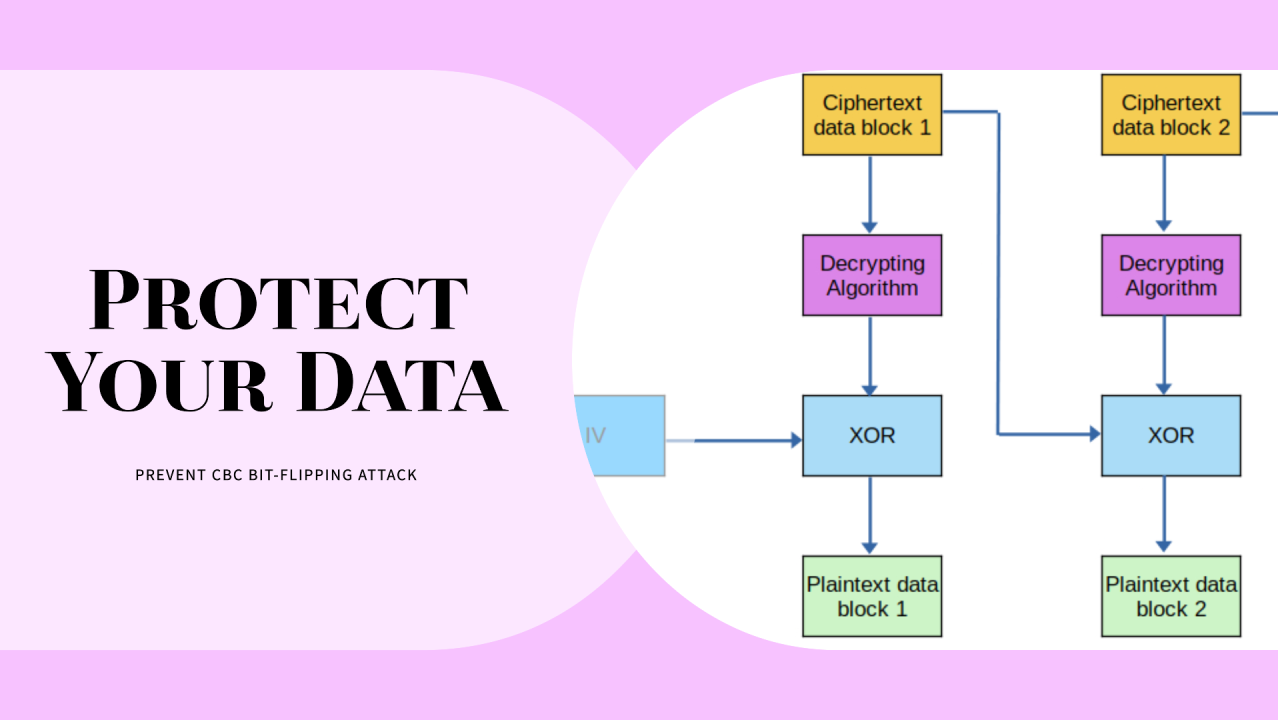 PROTECT
YOUR DATA
PREVENT CBC BIT-FLIPPING ATTACK
Ciphertext
data block 1
Ciphertext
data block 2
Decrypting
Algorithm
Decrypting
Algorithm
IV
XOR
XOR
Plaintext data
block 1
Plaintext data
block 2